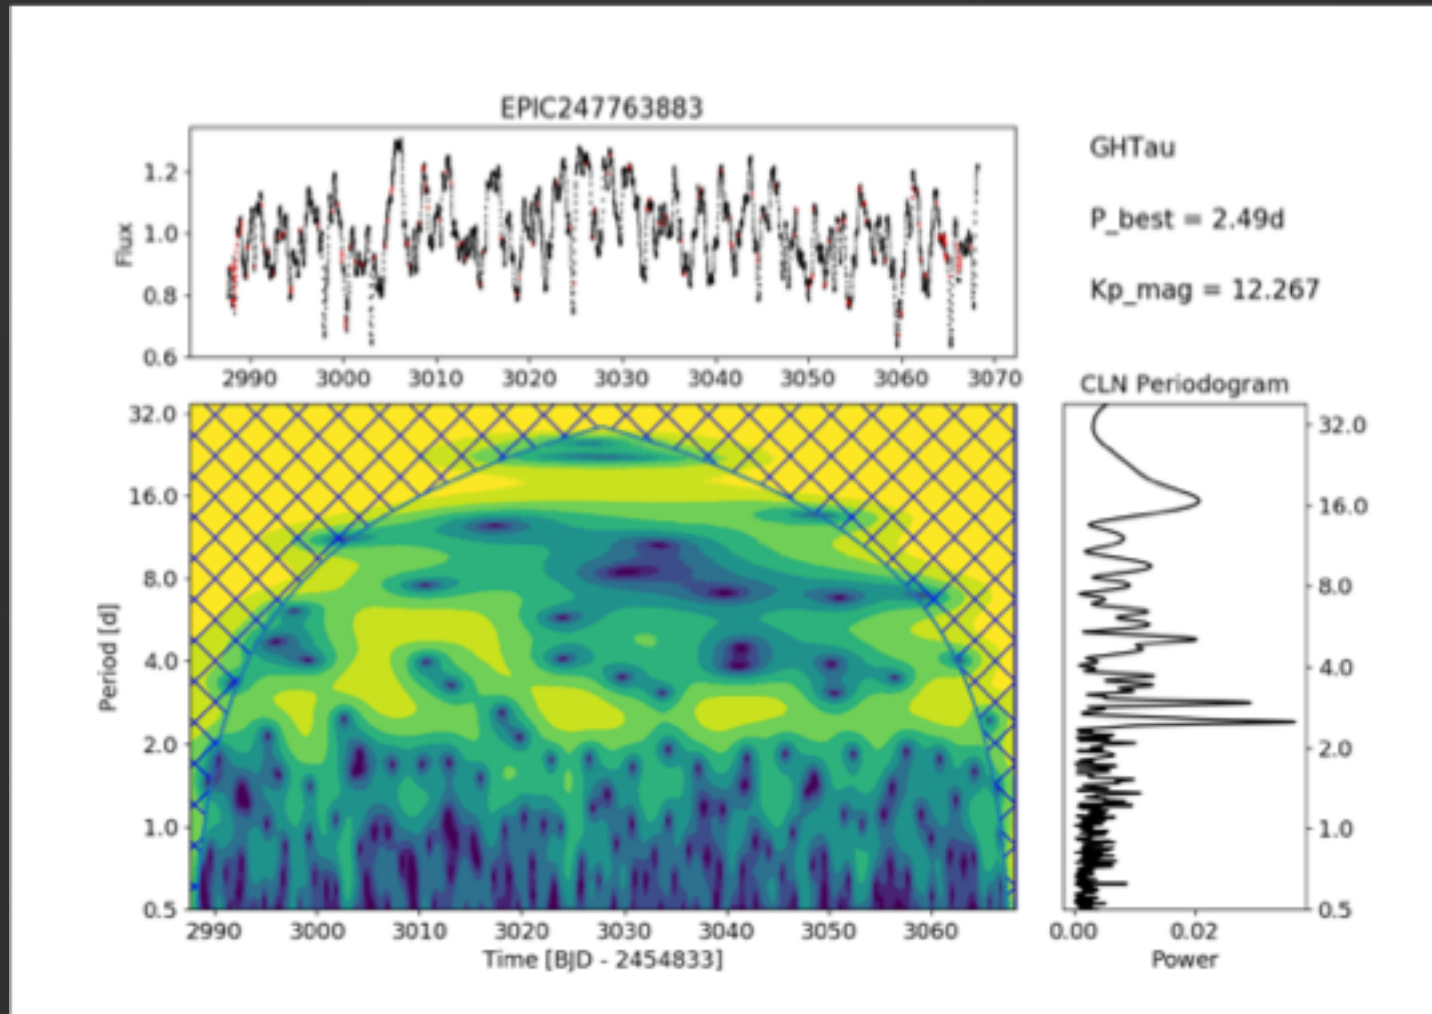 EPIC247763883
GHTau
P_best = 2.49d
Kp_mag = 12.267
Flux
1.2
1.0
0.8
0.6
2990 3000 3010 3020 3030 3040 3050 3060 3070
CLN Periodogram
Period [d]
32.0
16.0
8.0
4.0
2.0
1.0
0.5
2990 3000 3010 3020 3030 3040 3050 3060
Time [BJD - 2454833]
32.0
16.0
8.0
4.0
2.0
1.0
0.5
0.00 0.02
Power